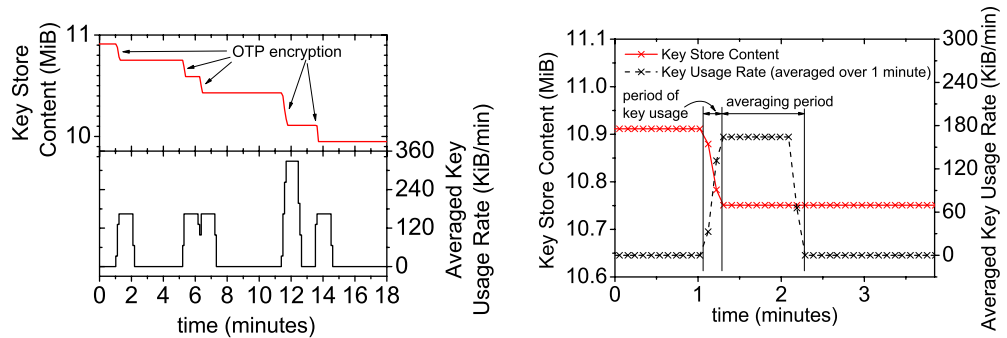 Key Store
Content (MiB)
11
10
OTP encryption
Averaged Key
Usage Rate (KiB/min)
360
240
120
0
0 2 4 6 8 10 12 14 16 18
time (minutes)
Key Store Content (MiB)
11.1
11.0
10.9
10.8
10.7
10.6
Key Store Content
Key Usage Rate (averaged over 1 minute)
period of
key usage
averaging period
300
240
180
120
60
0
Averaged Key Usage Rate (KiB/min)
0 1 2 3
time (minutes)